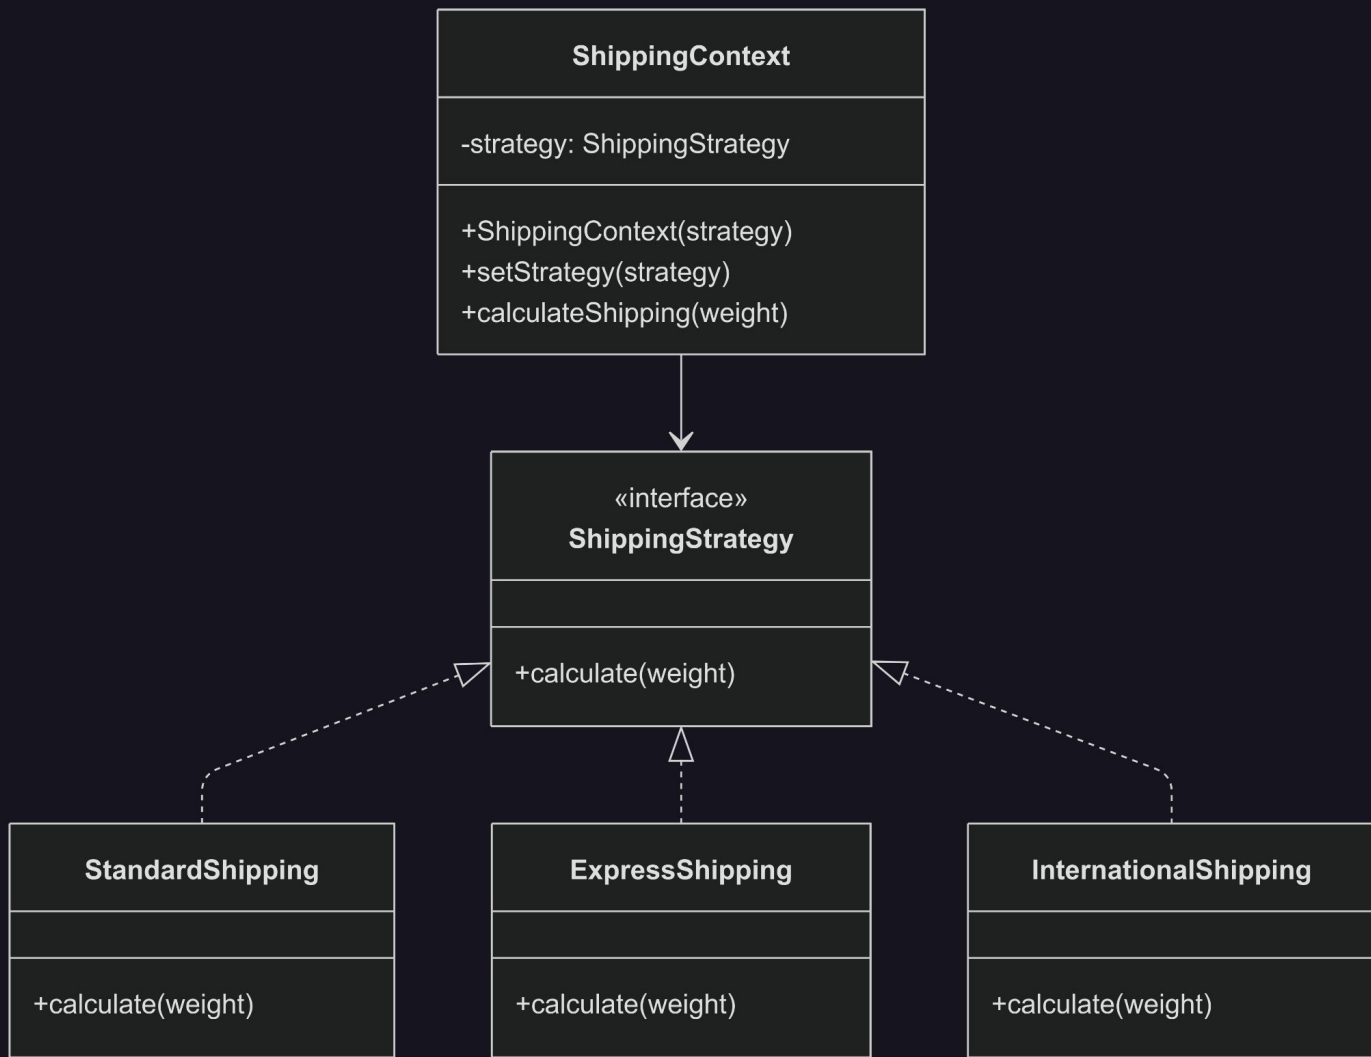 ShippingContext
-strategy: ShippingStrategy
+ShippingContext(strategy)
+setStrategy(strategy)
+calculateShipping(weight)
«interface»
ShippingStrategy
+calculate(weight)
StandardShipping
+calculate(weight)
ExpressShipping
+calculate(weight)
InternationalShipping
+calculate(weight)